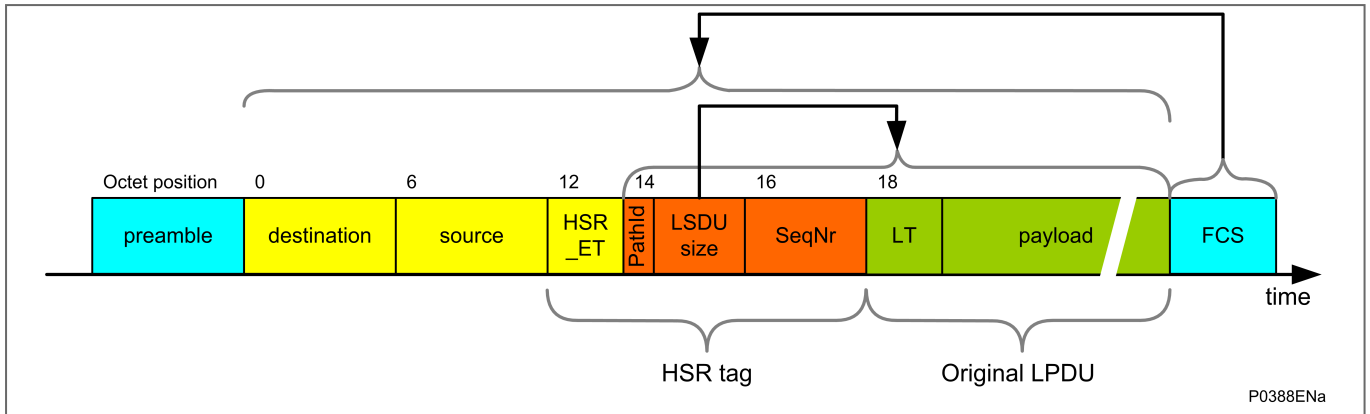 Octet position 0 6 12 14 16 18
preamble destination source HSR _ET PathId LSDU size SeqNr LT payload FCS
time
HSR tag Original LPDU
P0388ENa